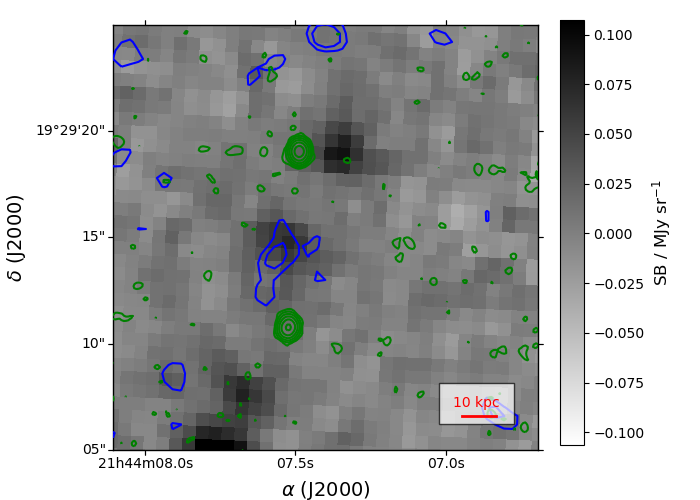 δ (J2000)
19°29'20"
15"
10"
05"
21h44m08.0s
07.5s
07.0s
α (J2000)
10 kpc
0.100
0.075
0.050
0.025
0.000
−0.025
−0.050
−0.075
−0.100
SB / MJy sr⁻¹